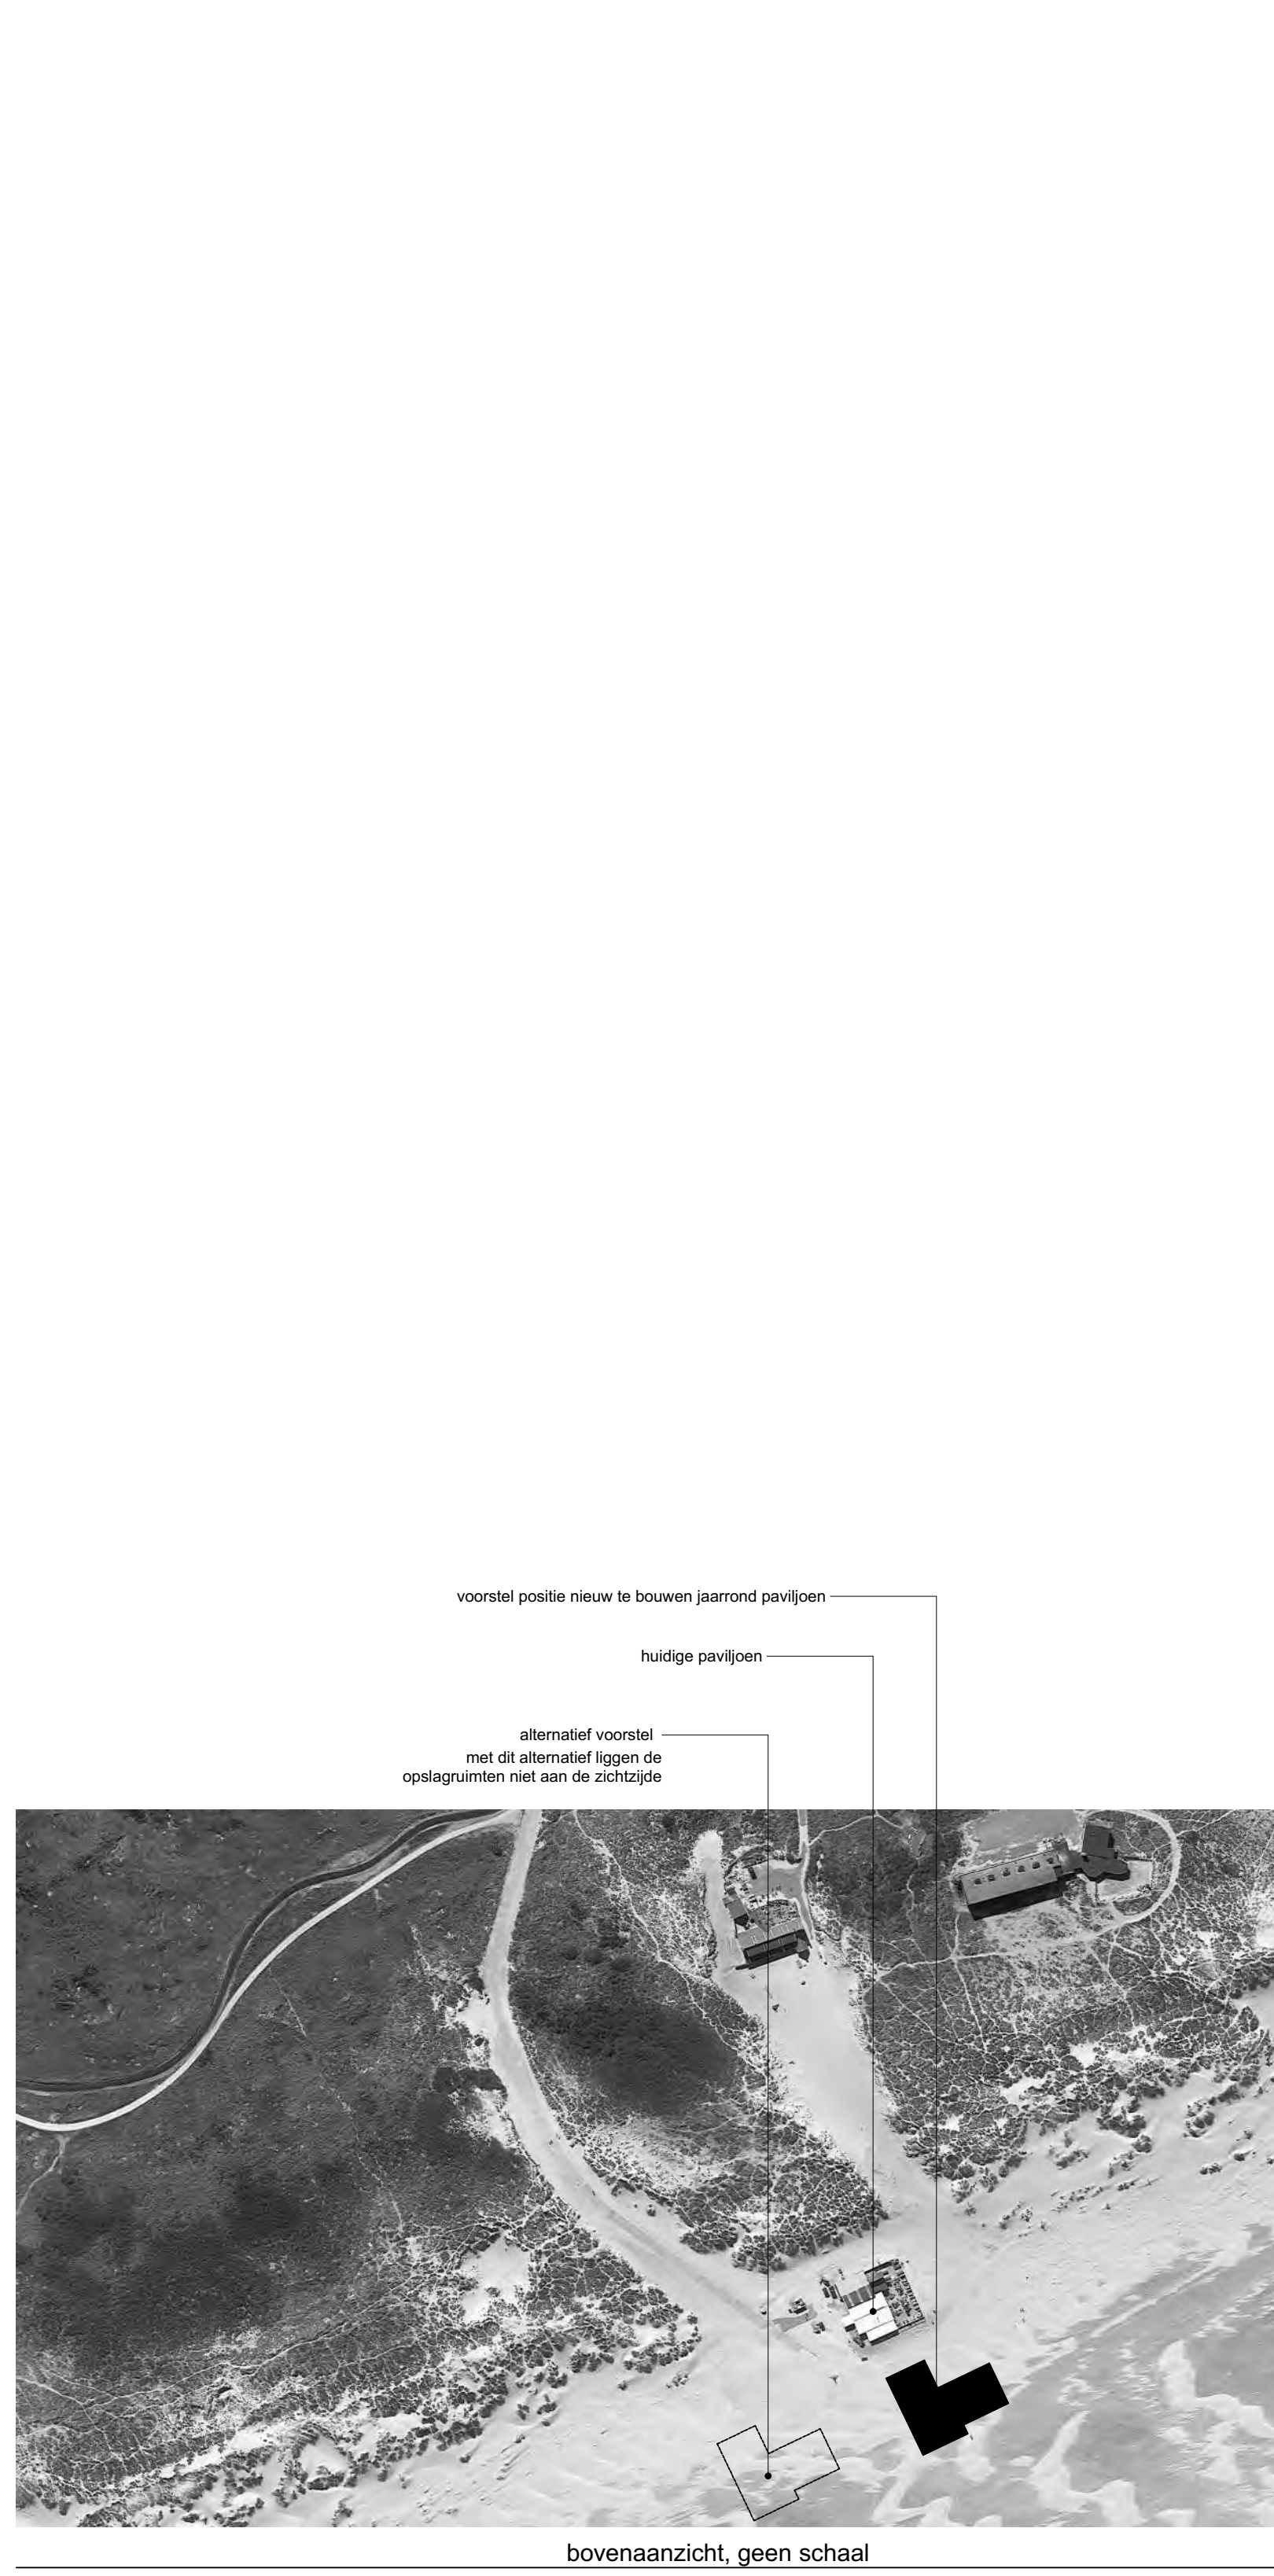 voorstel positie nieuw te bouwen jaarrond paviljoen
huidige paviljoen
alternatief voorstel
met dit alternatief liggen de
opslagruimten niet aan de zichtzijde
bovenaanzicht, geen schaal